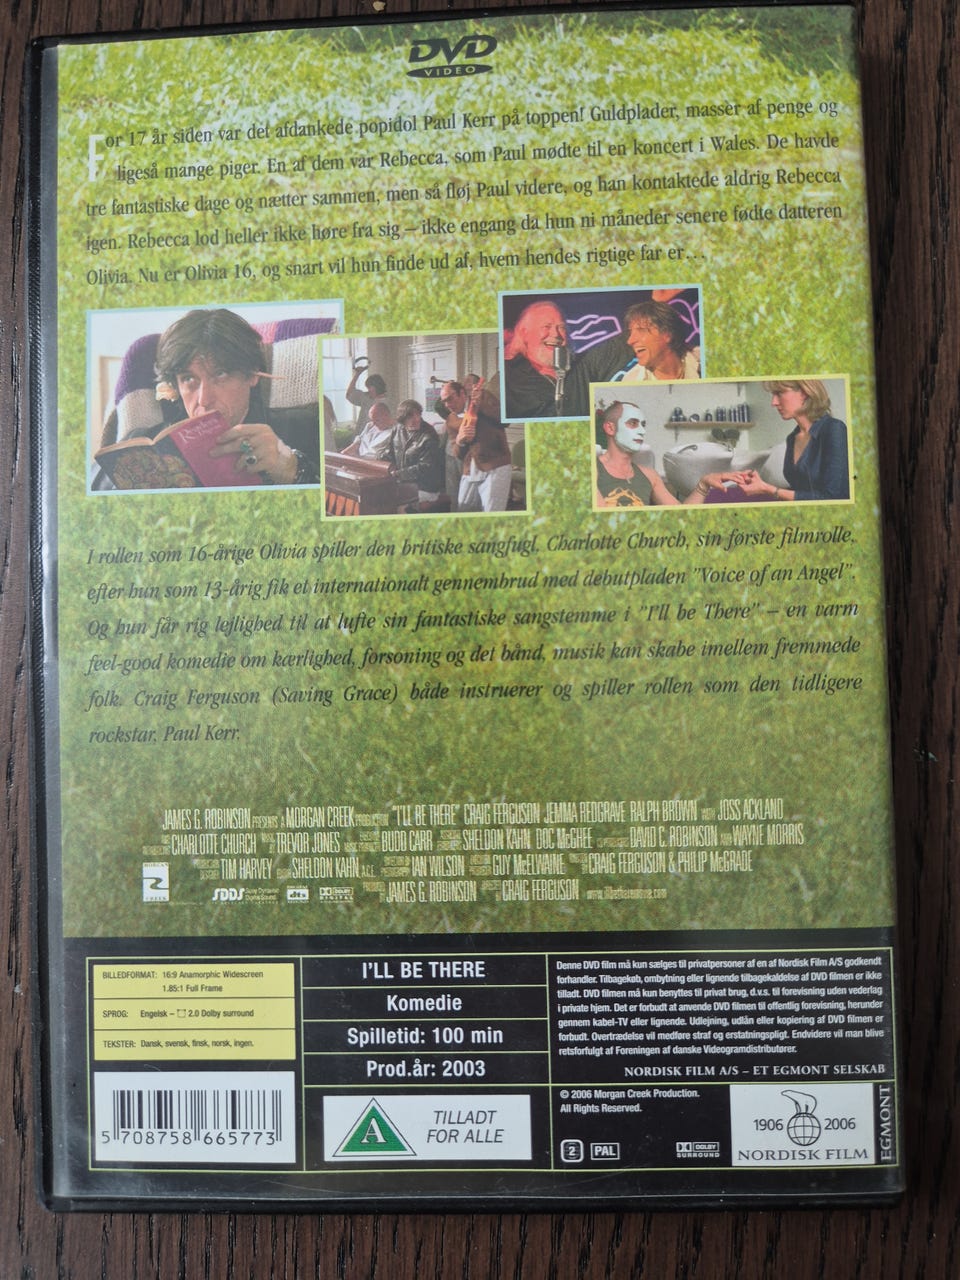 DVD
VIDEO
For 17 år siden var det afdankede popidol Paul Kerr på toppen! Guldplader, masser af penge og
ligeså mange piger. En af dem var Rebecca, som Paul mødte til en koncert i Wales. De havde
tre fantastiske dage og nætter sammen, men så fløj Paul videre, og han kontaktede aldrig Rebecca
igen. Rebecca lod heller ikke høre fra sig – ikke engang da hun ni måneder senere fødte datteren
Olivia. Nu er Olivia 16, og snart vil hun finde ud af, hvem hendes rigtige far er…
I rollen som 16-årige Olivia spiller den britiske sangfugl, Charlotte Church, sin første filmrolle,
efter hun som 13-årig fik et internationalt gennembrud med debutpladen "Voice of an Angel".
Og hun får rig lejlighed til at lufte sin fantastiske sangstemme i "I'll be There" – en varm
feel-good komedie om kærlighed, forsoning og det bånd, musik kan skabe imellem fremmede
folk. Craig Ferguson (Saving Grace) både instruerer og spiller rollen som den tidligere
rockstar, Paul Kerr.
JAMES G. ROBINSON PRESENTS A MORGAN CREEK PRODUCTION "I'LL BE THERE" CRAIG FERGUSON JEMMA REDGRAVE RALPH BROWN WITH JOSS ACKLAND
CHARLOTTE CHURCH TREVOR JONES BUDD CARR SHELDON KAHN DOC McGHEE DAVID C. ROBINSON AND WAYNE MORRIS
TIM HARVEY SHELDON KAHN, A.C.E. IAN WILSON GUY McELWAINE CRAIG FERGUSON & PHILIP McGRADE
JAMES G. ROBINSON CRAIG FERGUSON
MORGAN CREEK
SDDS Sony Dynamic Digital Sound
dts
DOLBY DIGITAL
BILLEDFORMAT: 16:9 Anamorphic Widescreen
1.85:1 Full Frame
SPROG: Engelsk – 2.0 Dolby surround
TEKSTER: Dansk, svensk, finsk, norsk, ingen.
5 708758 665773
I'LL BE THERE
Komedie
Spilletid: 100 min
Prod.år: 2003
A
TILLADT
FOR ALLE
Denne DVD film må kun sælges til privatpersoner af en af Nordisk Film A/S godkendt
forhandler. Tilbagekøb, ombytning eller lignende tilbagekaldelse af DVD filmen er ikke
tilladt. DVD filmen må kun benyttes til privat brug, d.v.s. til forevisning uden vederlag
i private hjem. Det er forbudt at anvende DVD filmen til offentlig forevisning, herunder
gennem kabel-TV eller lignende. Udlejning, udlån eller kopiering af DVD filmen er
forbudt. Overtrædelse vil medføre straf og erstatningspligt. Endvidere vil man blive
retsforfulgt af Foreningen af danske Videogramdistributører.
NORDISK FILM A/S – ET EGMONT SELSKAB
© 2006 Morgan Creek Production.
All Rights Reserved.
2
PAL
DOLBY
SURROUND
1906 2006
NORDISK FILM
EGMONT